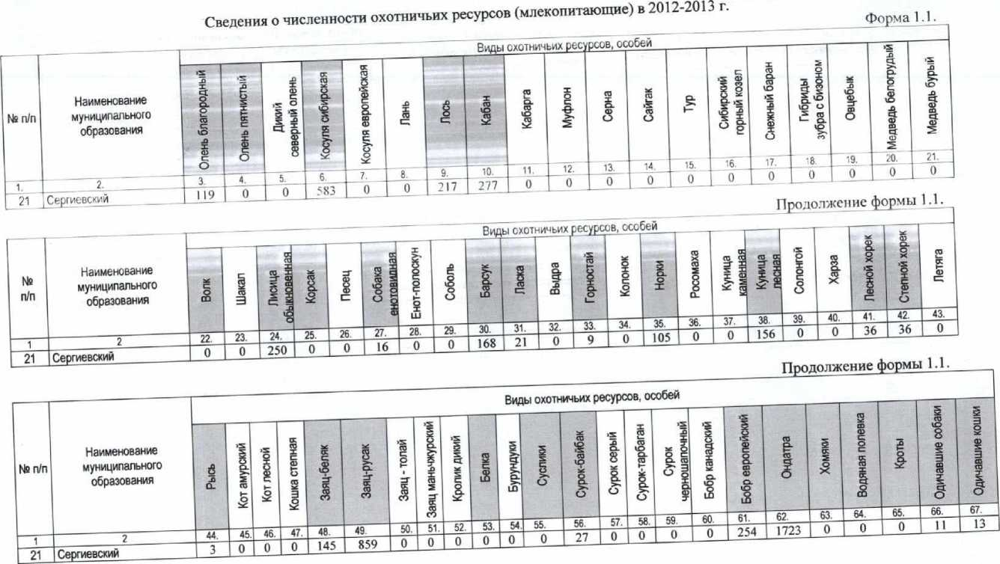 Сведения о численности охотничьих ресурсов (млекопитающие) в 2012-2013 г.
Форма 1.1.
№ п/п
Наименование
муниципального
образования
Виды охотничьих ресурсов, особей
Олень благородный
Олень пятнистый
Дикий
северный олень
Косуля сибирская
Косуля европейская
Лань
Лось
Кабан
Кабарга
Муфлон
Серна
Сайгак
Тур
Сибирский
горный козел
Снежный баран
Гибриды
зубра с бизоном
Овцебык
Медведь белогрудый
Медведь бурый
1. 2. 3. 4. 5. 6. 7. 8. 9. 10. 11. 12. 13. 14. 15. 16. 17. 18. 19. 20. 21.
21 Сергиевский 119 0 0 583 0 0 217 277 0 0 0 0 0 0 0 0 0 0 0
Продолжение формы 1.1.
№
п/п
Наименование
муниципального
образования
Виды охотничьих ресурсов, особей
Волк
Шакал
Лисица
обыкновенная
Корсак
Песец
Собака
енотовидная
Енот-полоскун
Соболь
Барсук
Ласка
Выдра
Горностай
Колонок
Норки
Росомаха
Куница
каменная
Куница
лесная
Солонгой
Харза
Лесной хорек
Степной хорек
Летяга
1 2 22. 23. 24. 25. 26. 27. 28. 29. 30. 31. 32. 33. 34. 35. 36. 37. 38. 39. 40. 41. 42. 43.
21 Сергиевский 0 0 250 0 0 16 0 0 168 21 0 9 0 105 0 0 156 0 0 36 36 0
Продолжение формы 1.1.
№ п/п
Наименование
муниципального
образования
Виды охотничьих ресурсов, особей
Рысь
Кот амурский
Кот лесной
Кошка степная
Заяц-беляк
Заяц-русак
Заяц - толай
Заяц маньчжурский
Кролик дикий
Белка
Бурундуки
Суслики
Сурок-байбак
Сурок серый
Сурок-тарбаган
Сурок
черношапочный
Бобр канадский
Бобр европейский
Ондатра
Хомяки
Водяная полевка
Кроты
Одичавшие собаки
Одичавшие кошки
1 2 44. 45. 46. 47. 48. 49. 50. 51. 52. 53. 54. 55. 56. 57. 58. 59. 60. 61. 62. 63. 64. 65. 66. 67.
21 Сергиевский 3 0 0 0 145 859 0 0 0 0 0 0 27 0 0 0 0 254 1723 0 0 0 11 13